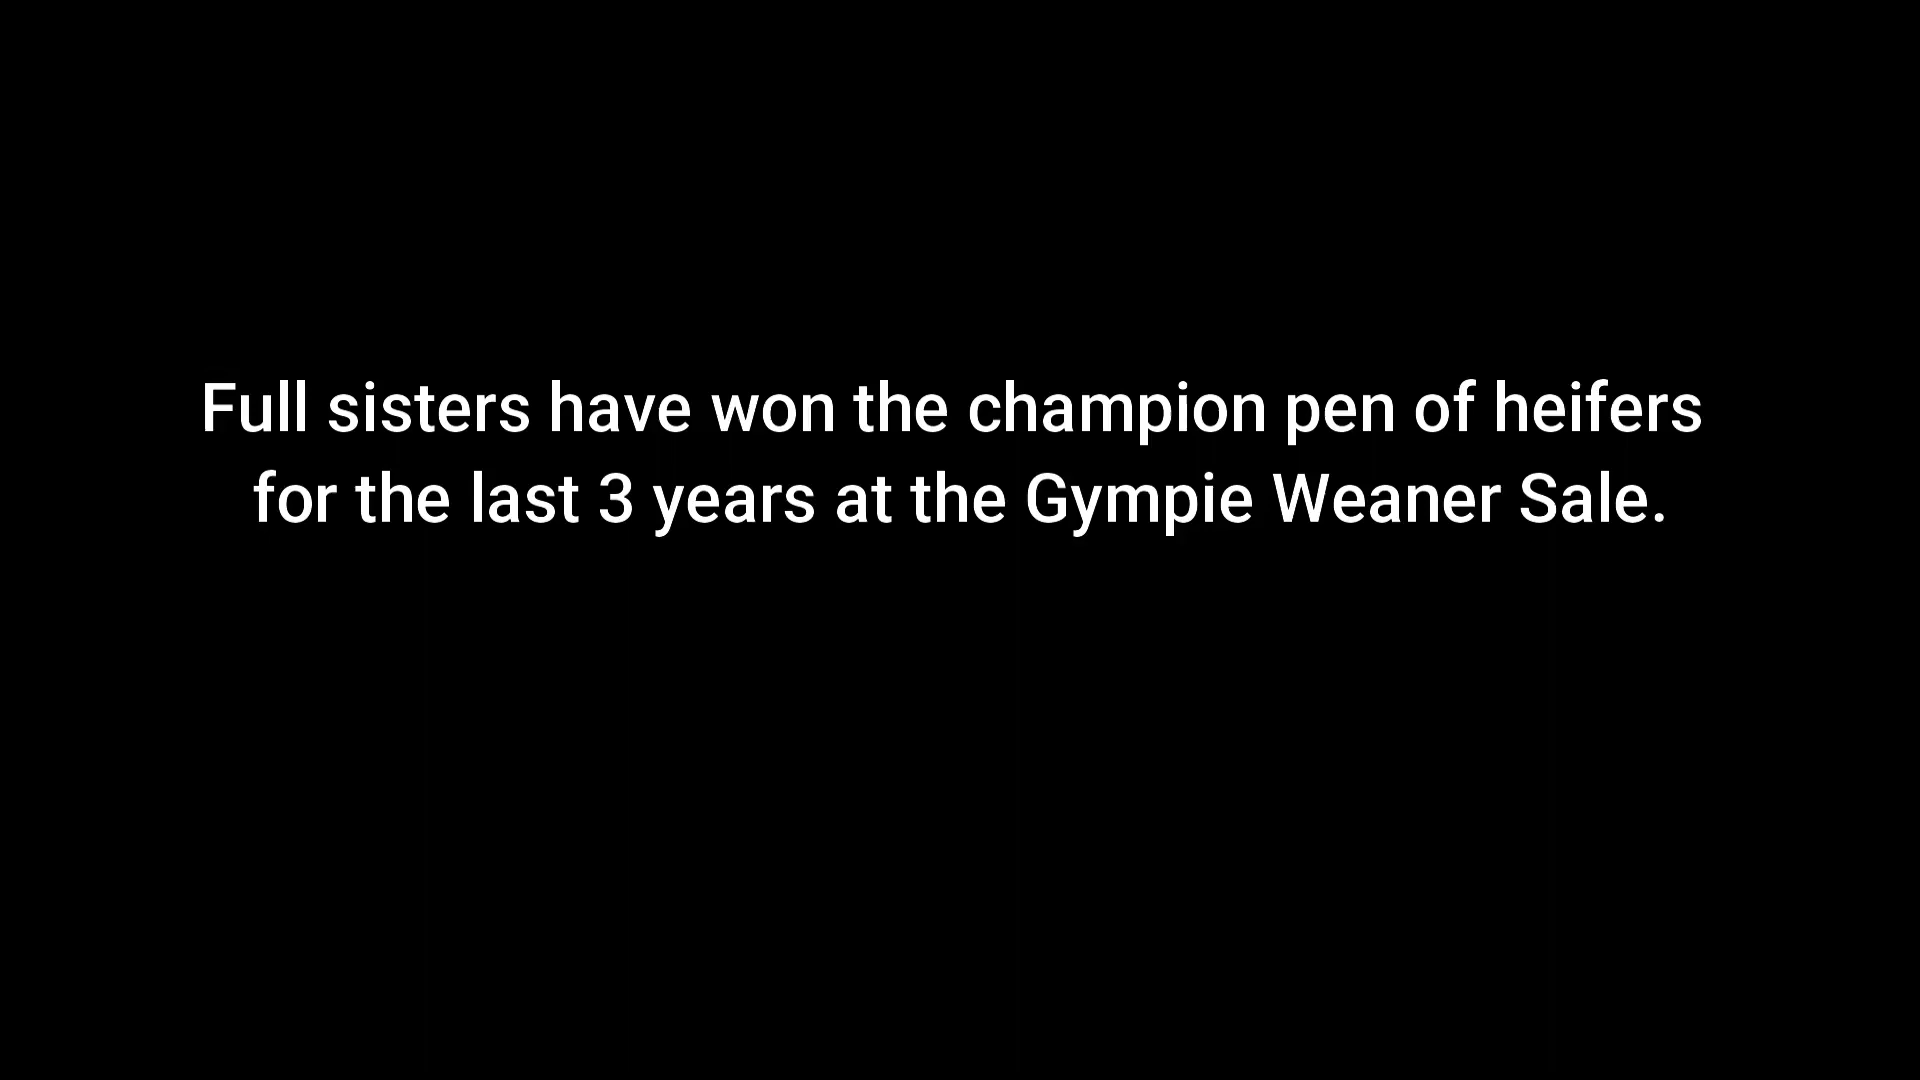 Full sisters have won the champion pen of heifers
for the last 3 years at the Gympie Weaner Sale.